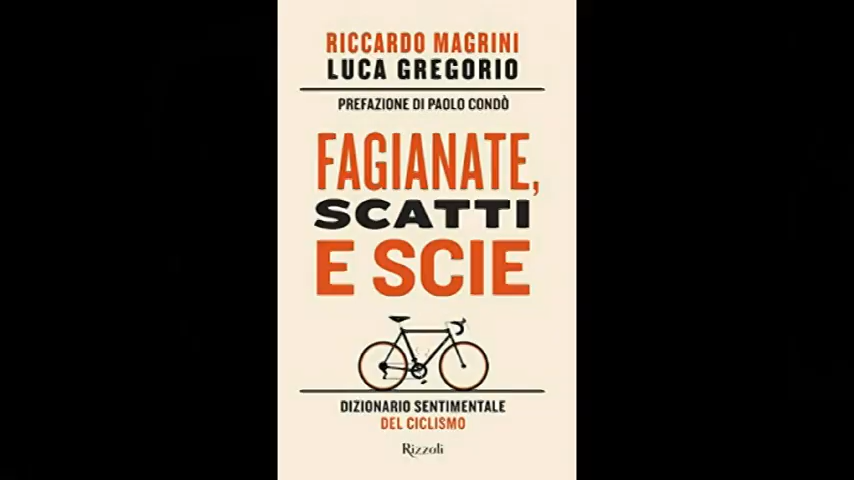 RICCARDO MAGRINI
LUCA GREGORIO
PREFAZIONE DI PAOLO CONDÒ
FAGIANATE,
SCATTI
E SCIE
DIZIONARIO SENTIMENTALE
DEL CICLISMO
Rizzoli